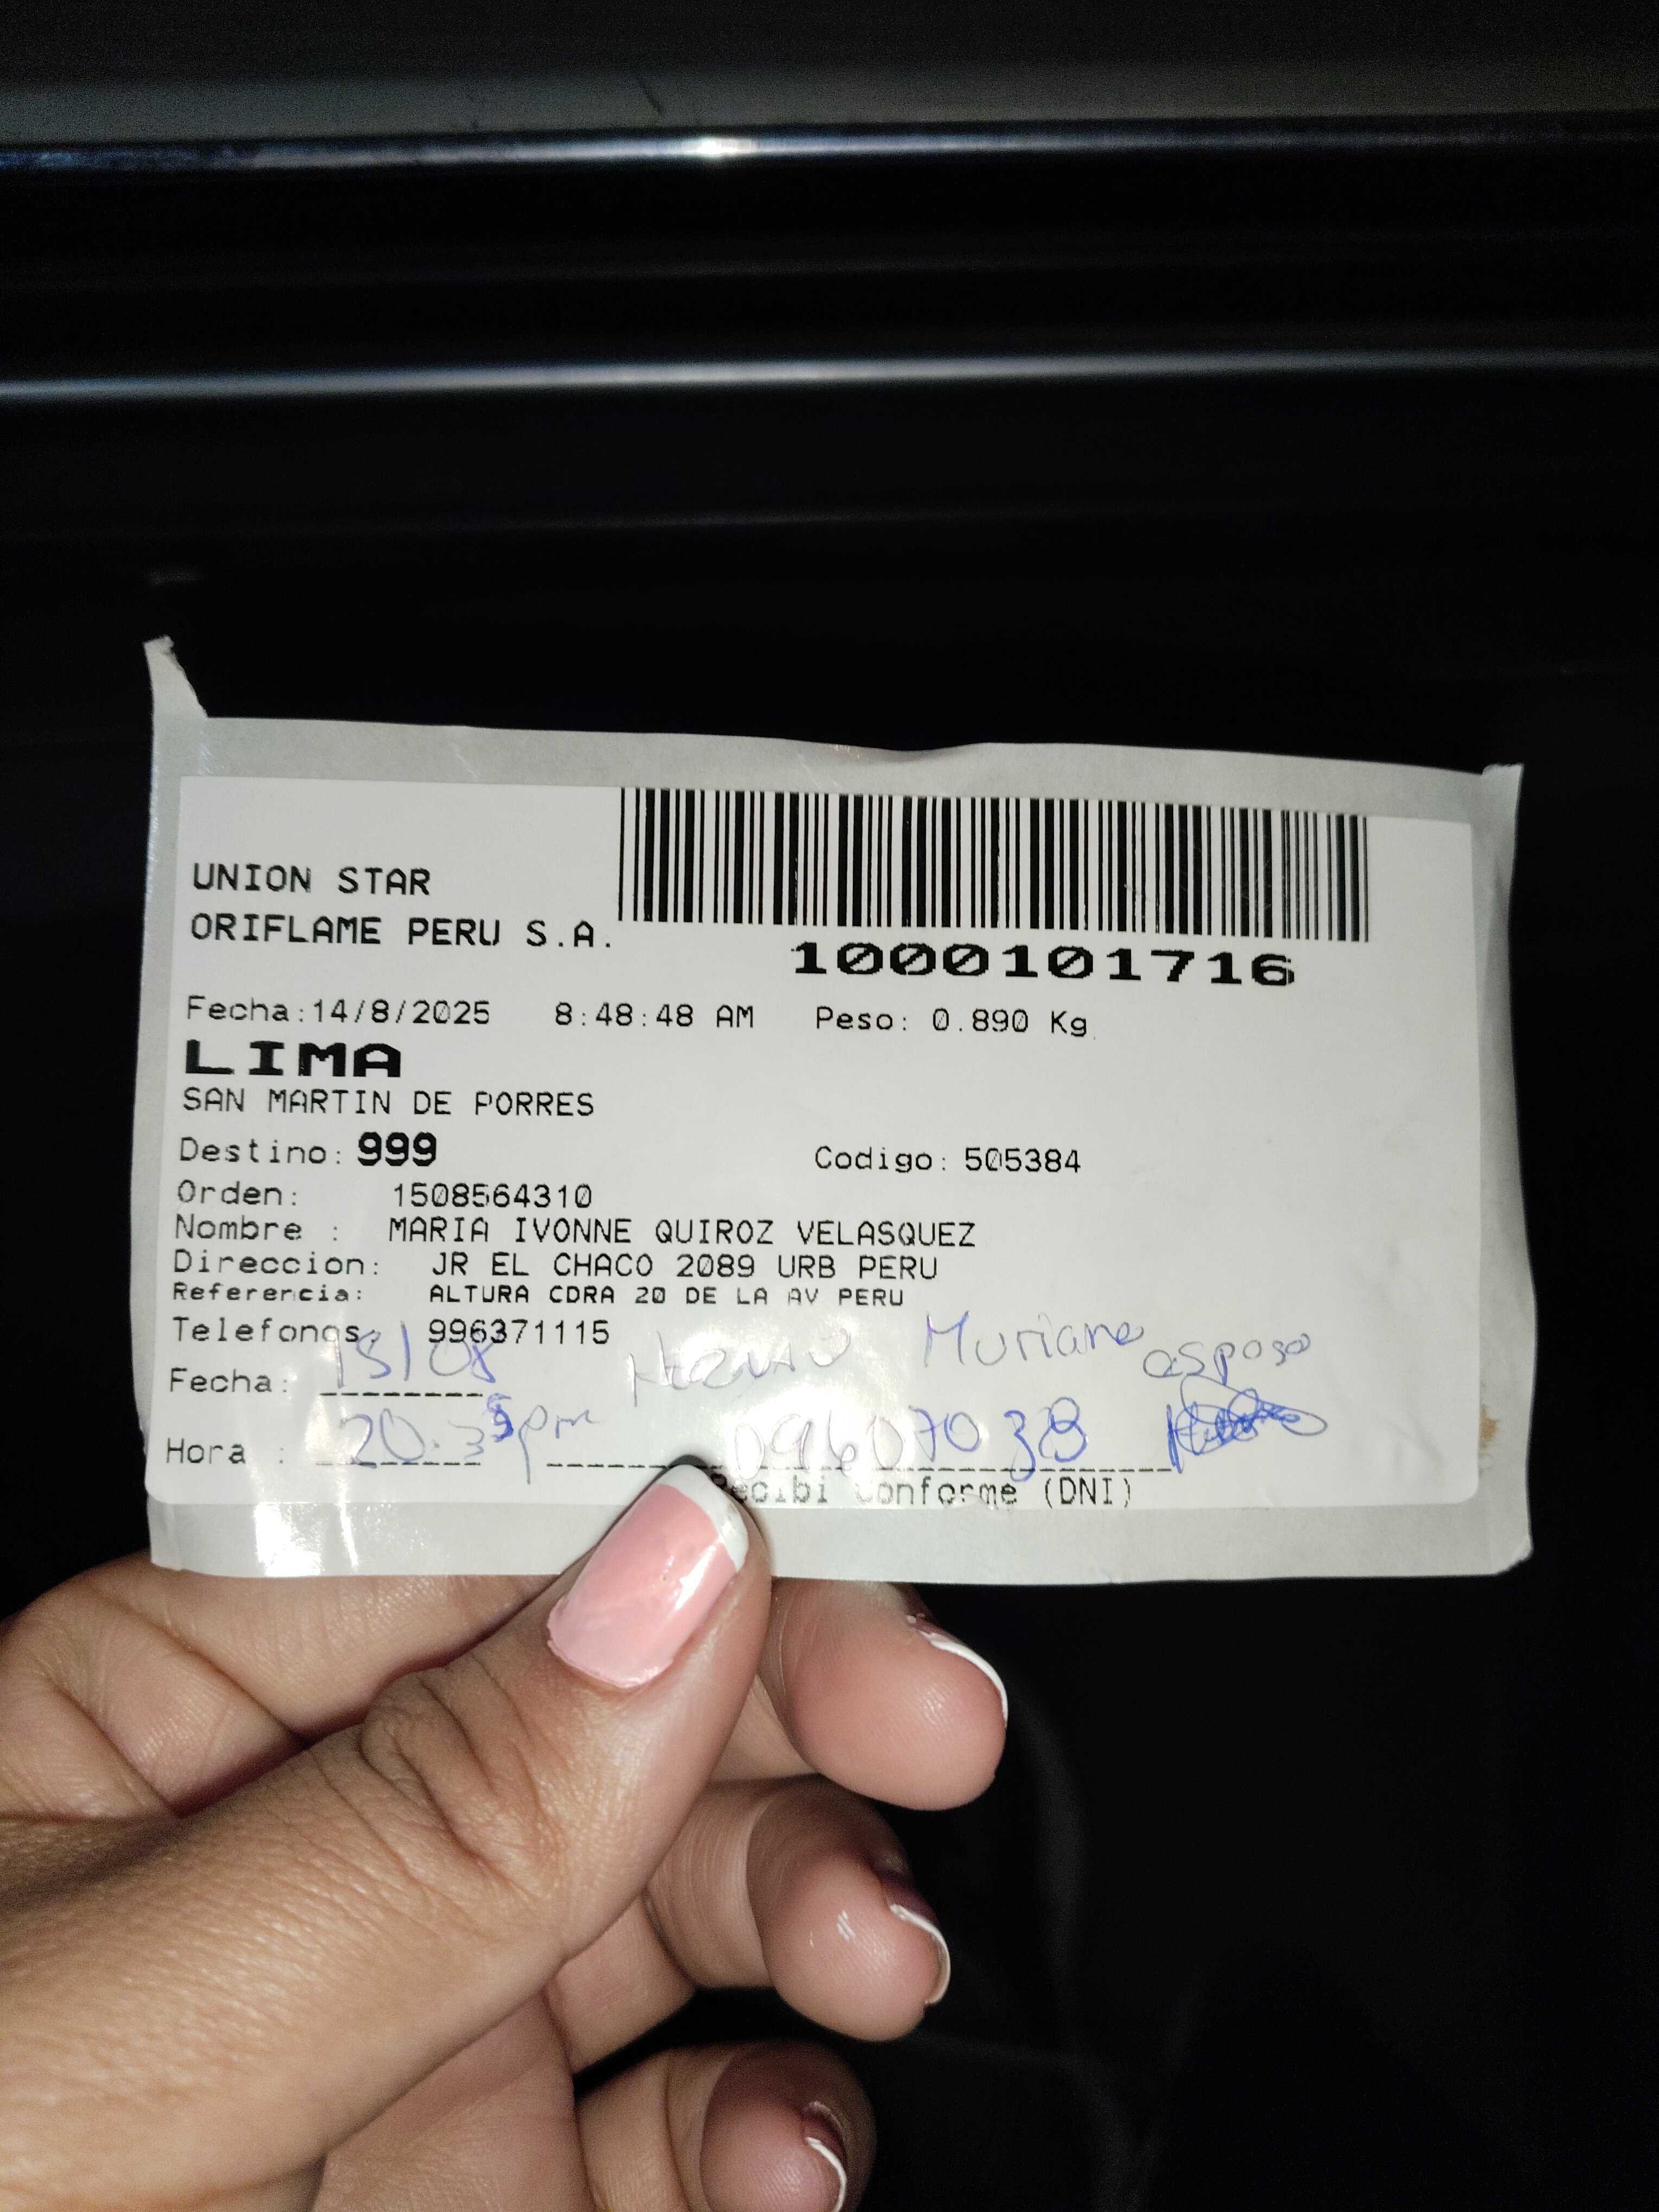 UNION STAR
ORIFLAME PERU S.A.
1000101716
Fecha:14/8/2025 8:48:48 AM Peso: 0.890 Kg
LIMA
SAN MARTIN DE PORRES
Destino: 999 Codigo: 505384
Orden: 1508564310
Nombre : MARIA IVONNE QUIROZ VELASQUEZ
Direccion: JR EL CHACO 2089 URB PERU
Referencia: ALTURA CDRA 20 DE LA AV PERU
Telefonos: 996371115
Fecha: 15/08 esposo
Hora : pm 09607038
Recibi Conforme (DNI)